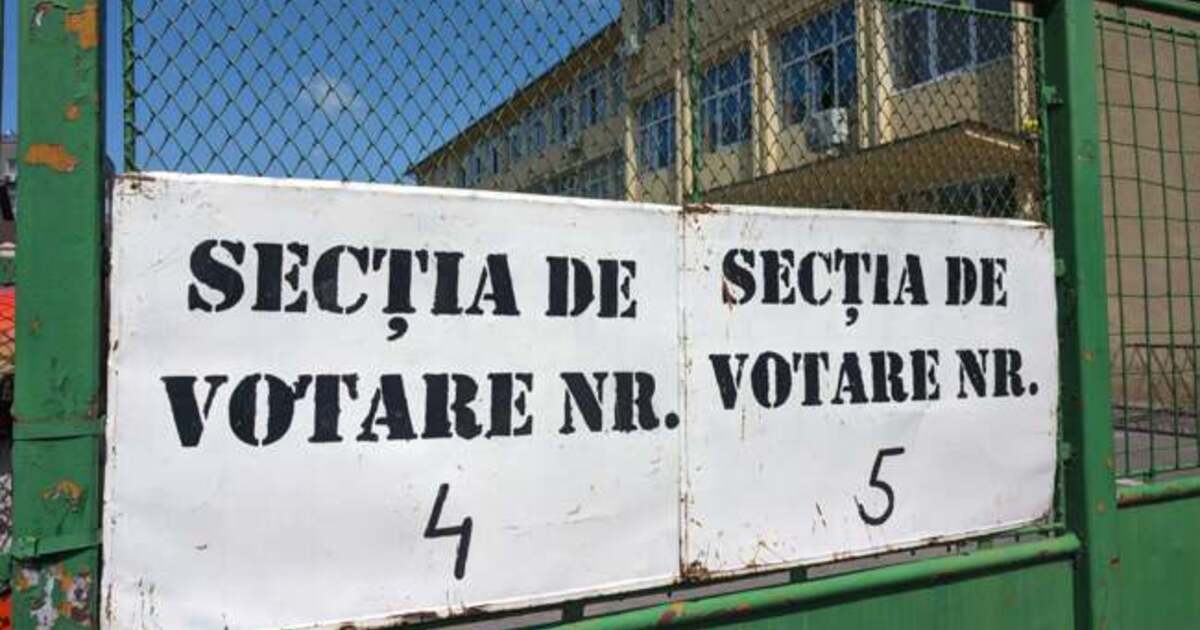 SECȚIA DE
VOTARE NR.
4
SECȚIA DE
VOTARE NR.
5